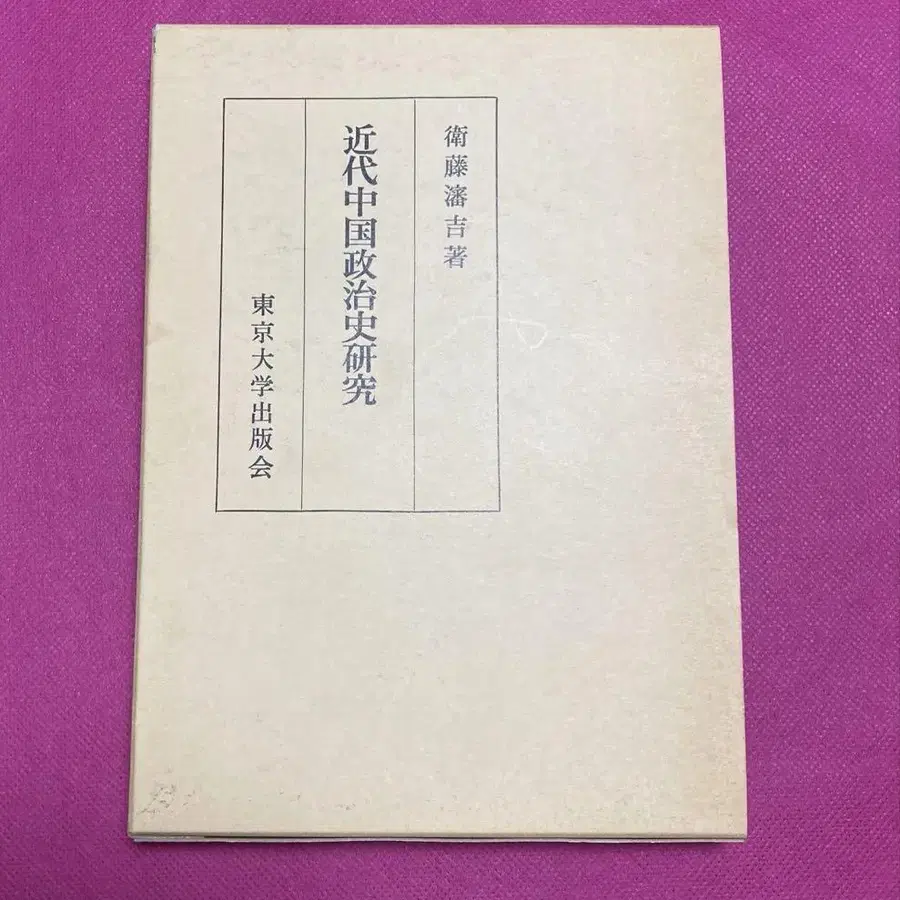 衛藤瀋吉著
近代中国政治史研究
東京大学出版会